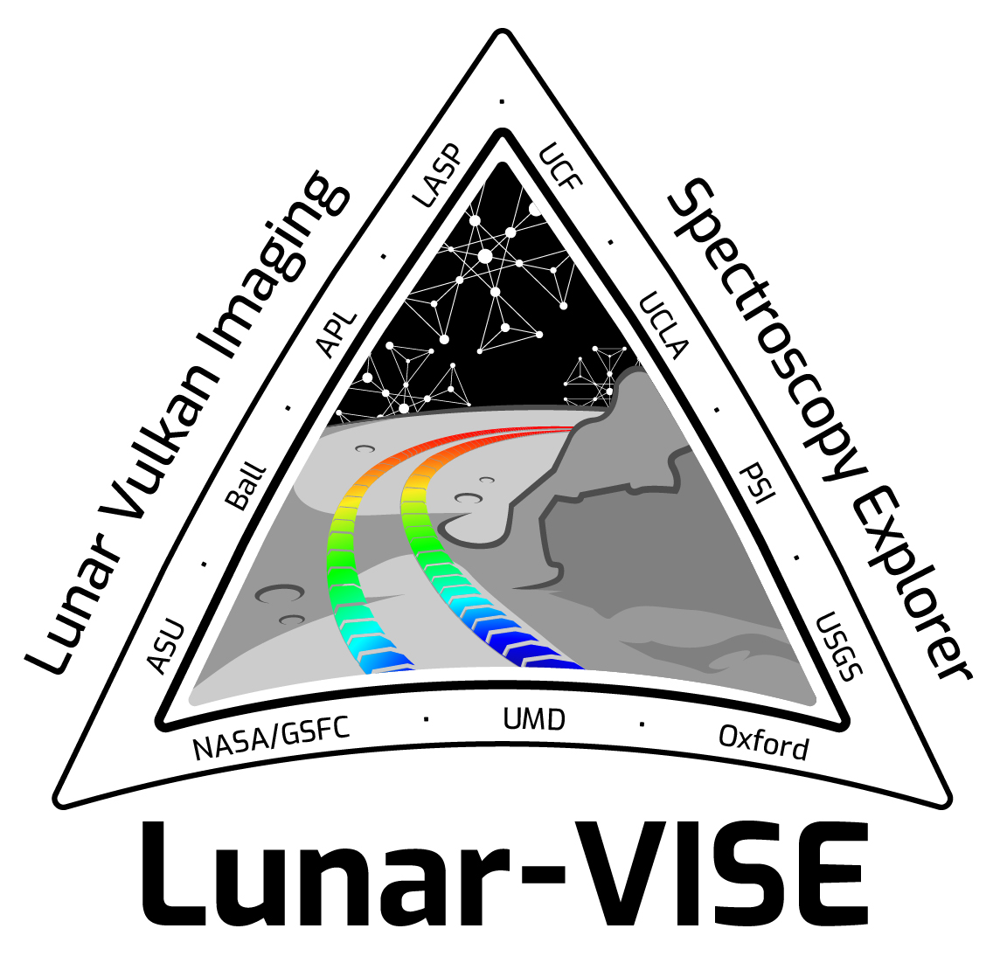 Lunar Vulkan Imaging
Spectroscopy Explorer
LASP
APL
Ball
ASU
UCF
UCLA
PSI
USGS
NASA/GSFC · UMD · Oxford
Lunar-VISE